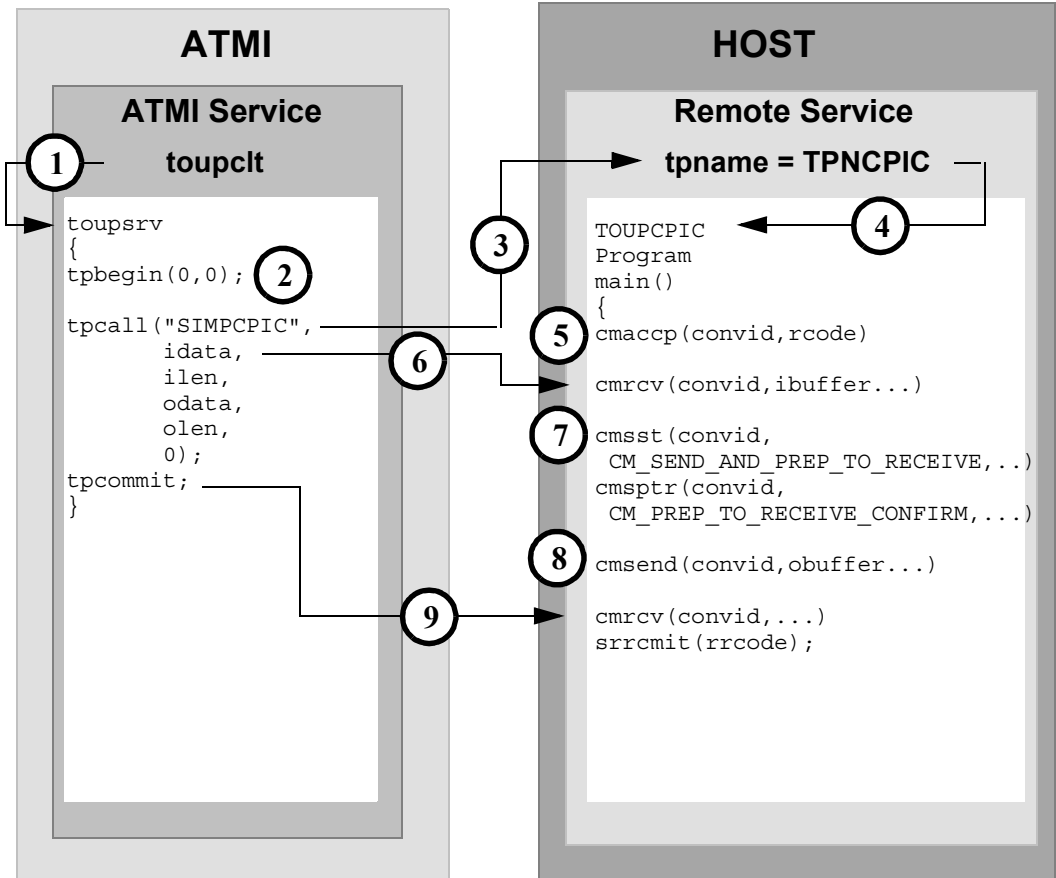 ATMI
ATMI Service
1
toupclt
toupsrv
{
tpbegin(0,0);
2
tpcall("SIMPCPIC",
idata,
ilen,
odata,
olen,
0);
tpcommit;
}
3
6
9
HOST
Remote Service
tpname = TPNCPIC
4
TOUPCPIC
Program
main()
{
5
cmaccp(convid,rcode)
cmrcv(convid,ibuffer...)
7
cmsst(convid,
CM_SEND_AND_PREP_TO_RECEIVE,..)
cmsptr(convid,
CM_PREP_TO_RECEIVE_CONFIRM,...)
8
cmsend(convid,obuffer...)
cmrcv(convid,...)
srrcmit(rrcode);